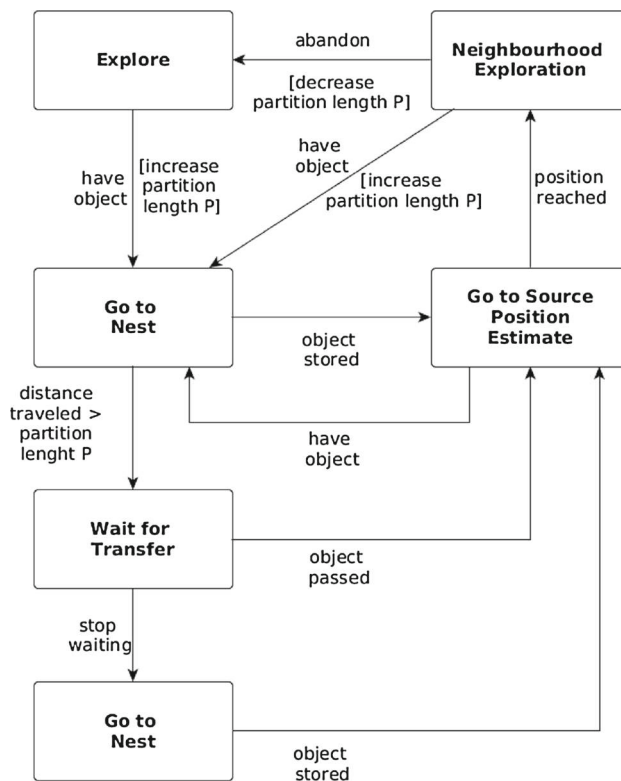 Explore
abandon
Neighbourhood
Exploration
[decrease
partition length P]
have
object
[increase
partition
length P]
have
object
[increase
partition length P]
position
reached
Go to
Nest
object
stored
Go to Source
Position
Estimate
distance
traveled >
partition
lenght P
have
object
Wait for
Transfer
object
passed
stop
waiting
Go to
Nest
object
stored